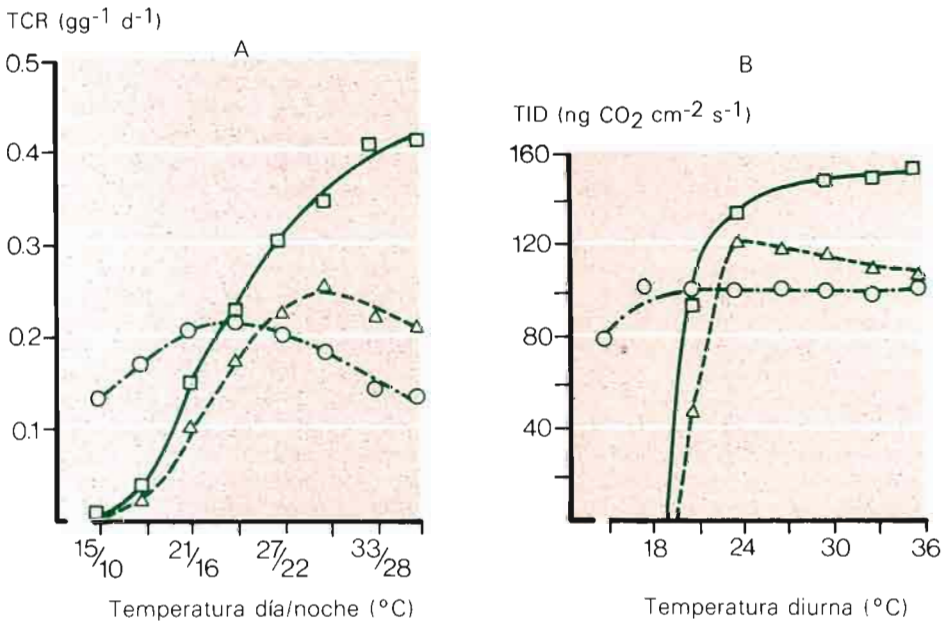 TCR (gg-1 d-1)
A
0.5
0.4
0.3
0.2
0.1
15/10
21/16
27/22
33/28
Temperatura día/noche (°C)
B
TID (ng CO2 cm-2 s-1)
160
120
80
40
18
24
30
36
Temperatura diurna (°C)